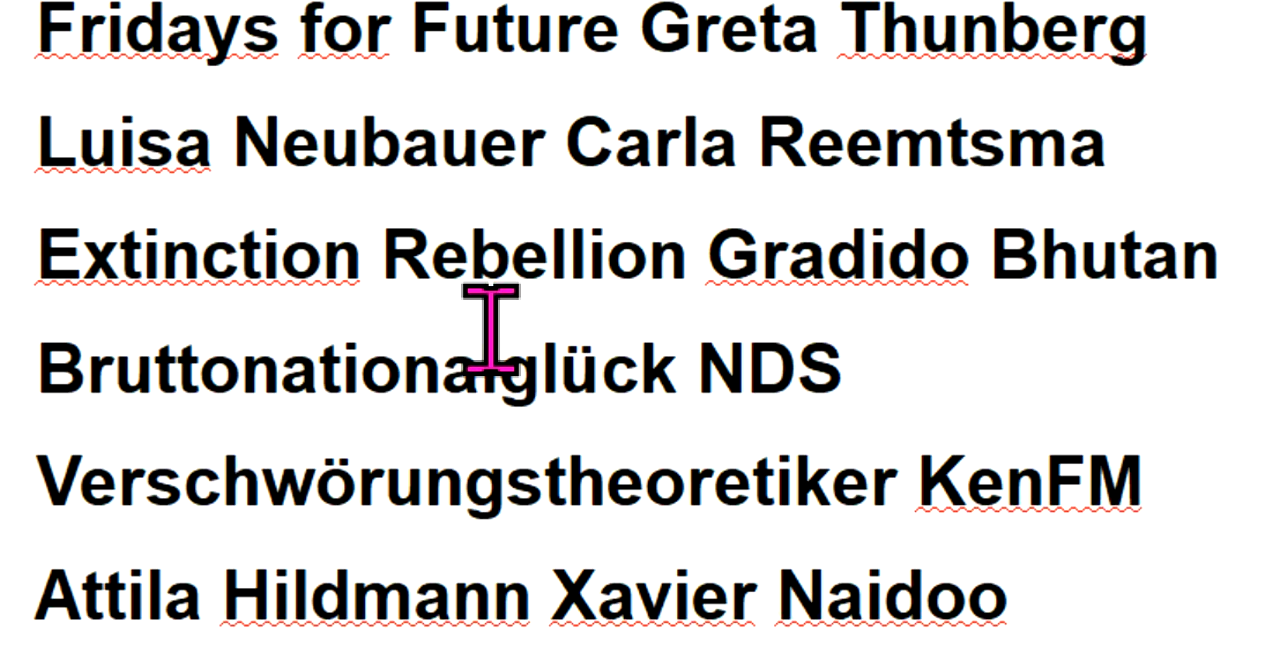 Fridays for Future Greta Thunberg
Luisa Neubauer Carla Reemtsma
Extinction Rebellion Gradido Bhutan
Bruttonationalglück NDS
Verschwörungstheoretiker KenFM
Attila Hildmann Xavier Naidoo